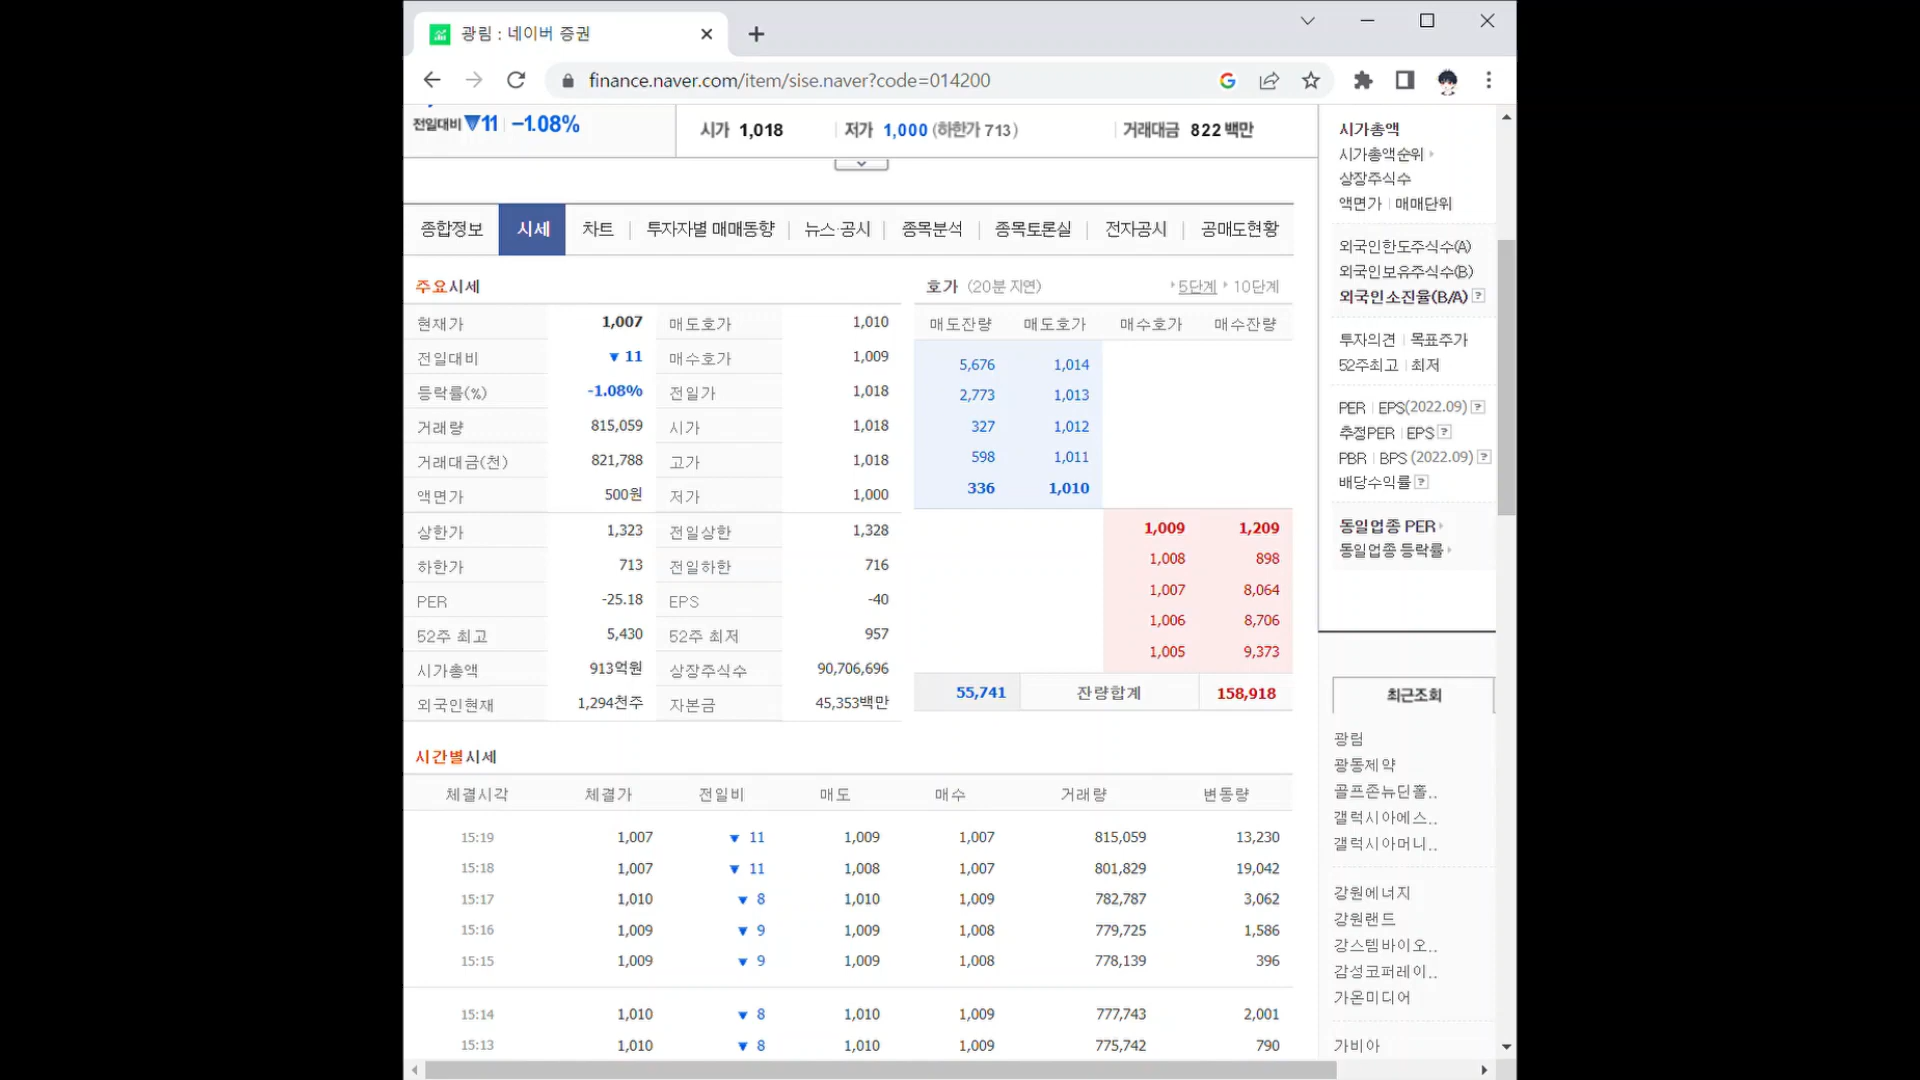 광림 : 네이버 증권
finance.naver.com/item/sise.naver?code=014200
전일대비 ▼11 -1.08%
시가 1,018 저가 1,000 (하한가 713) 거래대금 822 백만
종합정보 시세 차트 투자자별 매매동향 뉴스·공시 종목분석 종목토론실 전자공시 공매도현황
주요시세
현재가 1,007 매도호가 1,010
전일대비 ▼ 11 매수호가 1,009
등락률(%) -1.08% 전일가 1,018
거래량 815,059 시가 1,018
거래대금(천) 821,788 고가 1,018
액면가 500원 저가 1,000
상한가 1,323 전일상한 1,328
하한가 713 전일하한 716
PER -25.18 EPS -40
52주 최고 5,430 52주 최저 957
시가총액 913억원 상장주식수 90,706,696
외국인현재 1,294천주 자본금 45,353백만
호가 (20분 지연) 5단계 10단계
매도잔량 매도호가 매수호가 매수잔량
5,676 1,014
2,773 1,013
327 1,012
598 1,011
336 1,010
1,009 1,209
1,008 898
1,007 8,064
1,006 8,706
1,005 9,373
55,741 잔량합계 158,918
시간별시세
체결시각 체결가 전일비 매도 매수 거래량 변동량
15:19 1,007 ▼ 11 1,009 1,007 815,059 13,230
15:18 1,007 ▼ 11 1,008 1,007 801,829 19,042
15:17 1,010 ▼ 8 1,010 1,009 782,787 3,062
15:16 1,009 ▼ 9 1,009 1,008 779,725 1,586
15:15 1,009 ▼ 9 1,009 1,008 778,139 396
15:14 1,010 ▼ 8 1,010 1,009 777,743 2,001
15:13 1,010 ▼ 8 1,010 1,009 775,742 790
시가총액
시가총액순위
상장주식수
액면가 매매단위
외국인한도주식수(A)
외국인보유주식수(B)
외국인소진율(B/A) ?
투자의견 목표주가
52주최고 최저
PER EPS(2022.09) ?
추정PER EPS ?
PBR BPS (2022.09) ?
배당수익률 ?
동일업종 PER
동일업종 등락률
최근조회
광림
광동제약
골프존뉴딘홀..
갤럭시아에스..
갤럭시아머니..
강원에너지
강원랜드
강스템바이오..
감성코퍼레이..
가온미디어
가비아